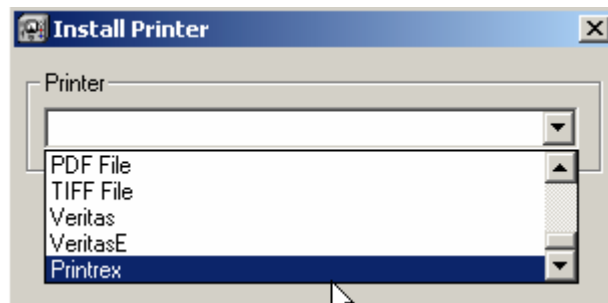 Install Printer
Printer
PDF File
TIFF File
Veritas
VeritasE
Printrex